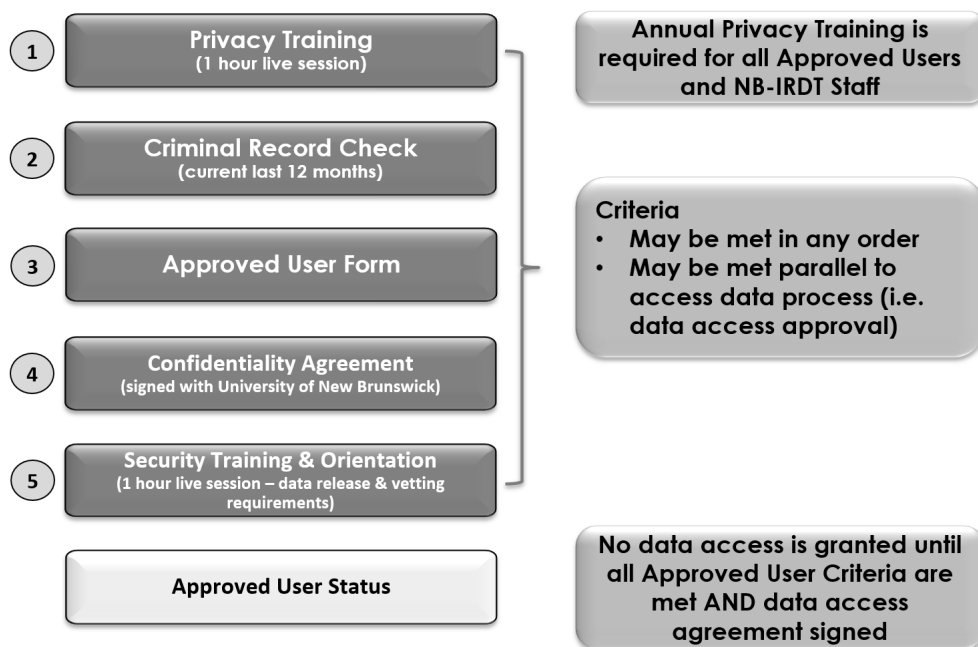 1
Privacy Training
(1 hour live session)
2
Criminal Record Check
(current last 12 months)
3
Approved User Form
4
Confidentiality Agreement
(signed with University of New Brunswick)
5
Security Training & Orientation
(1 hour live session – data release & vetting
requirements)
Approved User Status
Annual Privacy Training is
required for all Approved Users
and NB-IRDT Staff
Criteria
• May be met in any order
• May be met parallel to
access data process (i.e.
data access approval)
No data access is granted until
all Approved User Criteria are
met AND data access
agreement signed